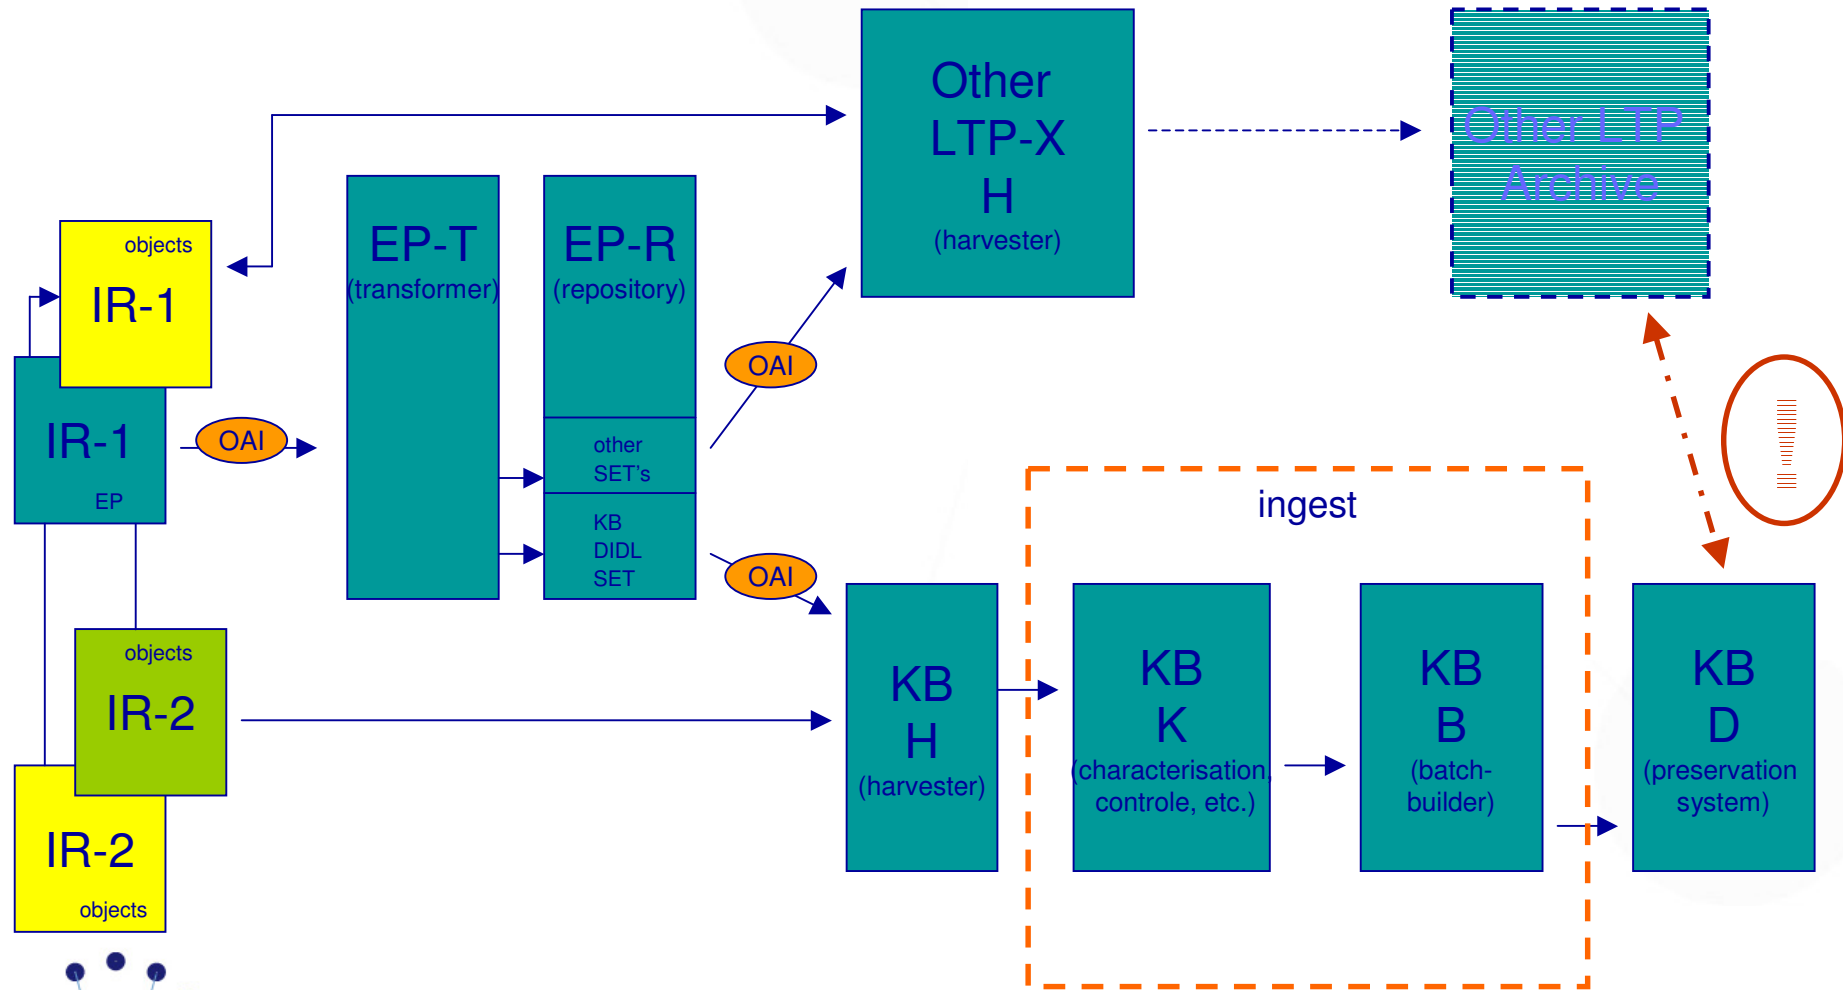 objects
IR-1
IR-1
EP
OAI
EP-T
(transformer)
EP-R
(repository)
other
SET's
KB
DIDL
SET
OAI
OAI
Other
LTP-X
H
(harvester)
Other LTP
Archive
!
objects
IR-2
IR-2
objects
KB
H
(harvester)
ingest
KB
K
(characterisation,
controle, etc.)
KB
B
(batch-
builder)
KB
D
(preservation
system)